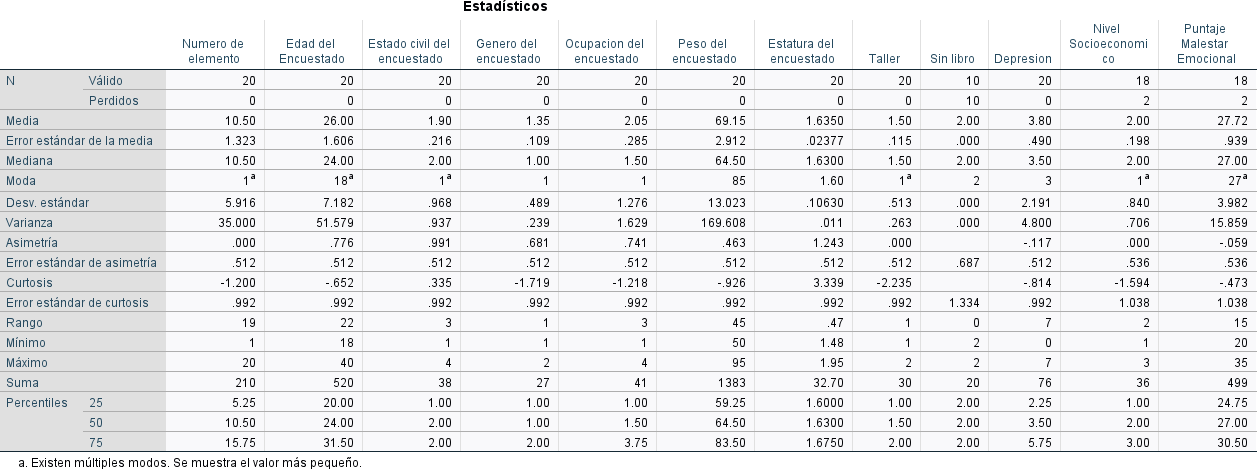 Estadísticos
Numero de elemento Edad del Encuestado Estado civil del encuestado Genero del encuestado Ocupacion del encuestado Peso del encuestado Estatura del encuestado Taller Sin libro Depresion Nivel Socioeconomi co Puntaje Malestar Emocional
N Válido 20 20 20 20 20 20 20 20 10 20 18 18
Perdidos 0 0 0 0 0 0 0 0 10 0 2 2
Media 10.50 26.00 1.90 1.35 2.05 69.15 1.6350 1.50 2.00 3.80 2.00 27.72
Error estándar de la media 1.323 1.606 .216 .109 .285 2.912 .02377 .115 .000 .490 .198 .939
Mediana 10.50 24.00 2.00 1.00 1.50 64.50 1.6300 1.50 2.00 3.50 2.00 27.00
Moda 1a 18a 1a 1 1 85 1.60 1a 2 3 1a 27a
Desv. estándar 5.916 7.182 .968 .489 1.276 13.023 .10630 .513 .000 2.191 .840 3.982
Varianza 35.000 51.579 .937 .239 1.629 169.608 .011 .263 .000 4.800 .706 15.859
Asimetría .000 .776 .991 .681 .741 .463 1.243 .000 -.117 .000 -.059
Error estándar de asimetría .512 .512 .512 .512 .512 .512 .512 .512 .687 .512 .536 .536
Curtosis -1.200 -.652 .335 -1.719 -1.218 -.926 3.339 -2.235 -.814 -1.594 -.473
Error estándar de curtosis .992 .992 .992 .992 .992 .992 .992 .992 1.334 .992 1.038 1.038
Rango 19 22 3 1 3 45 .47 1 0 7 2 15
Mínimo 1 18 1 1 1 50 1.48 1 2 0 1 20
Máximo 20 40 4 2 4 95 1.95 2 2 7 3 35
Suma 210 520 38 27 41 1383 32.70 30 20 76 36 499
Percentiles 25 5.25 20.00 1.00 1.00 1.00 59.25 1.6000 1.00 2.00 2.25 1.00 24.75
50 10.50 24.00 2.00 1.00 1.50 64.50 1.6300 1.50 2.00 3.50 2.00 27.00
75 15.75 31.50 2.00 2.00 3.75 83.50 1.6750 2.00 2.00 5.75 3.00 30.50
a. Existen múltiples modos. Se muestra el valor más pequeño.